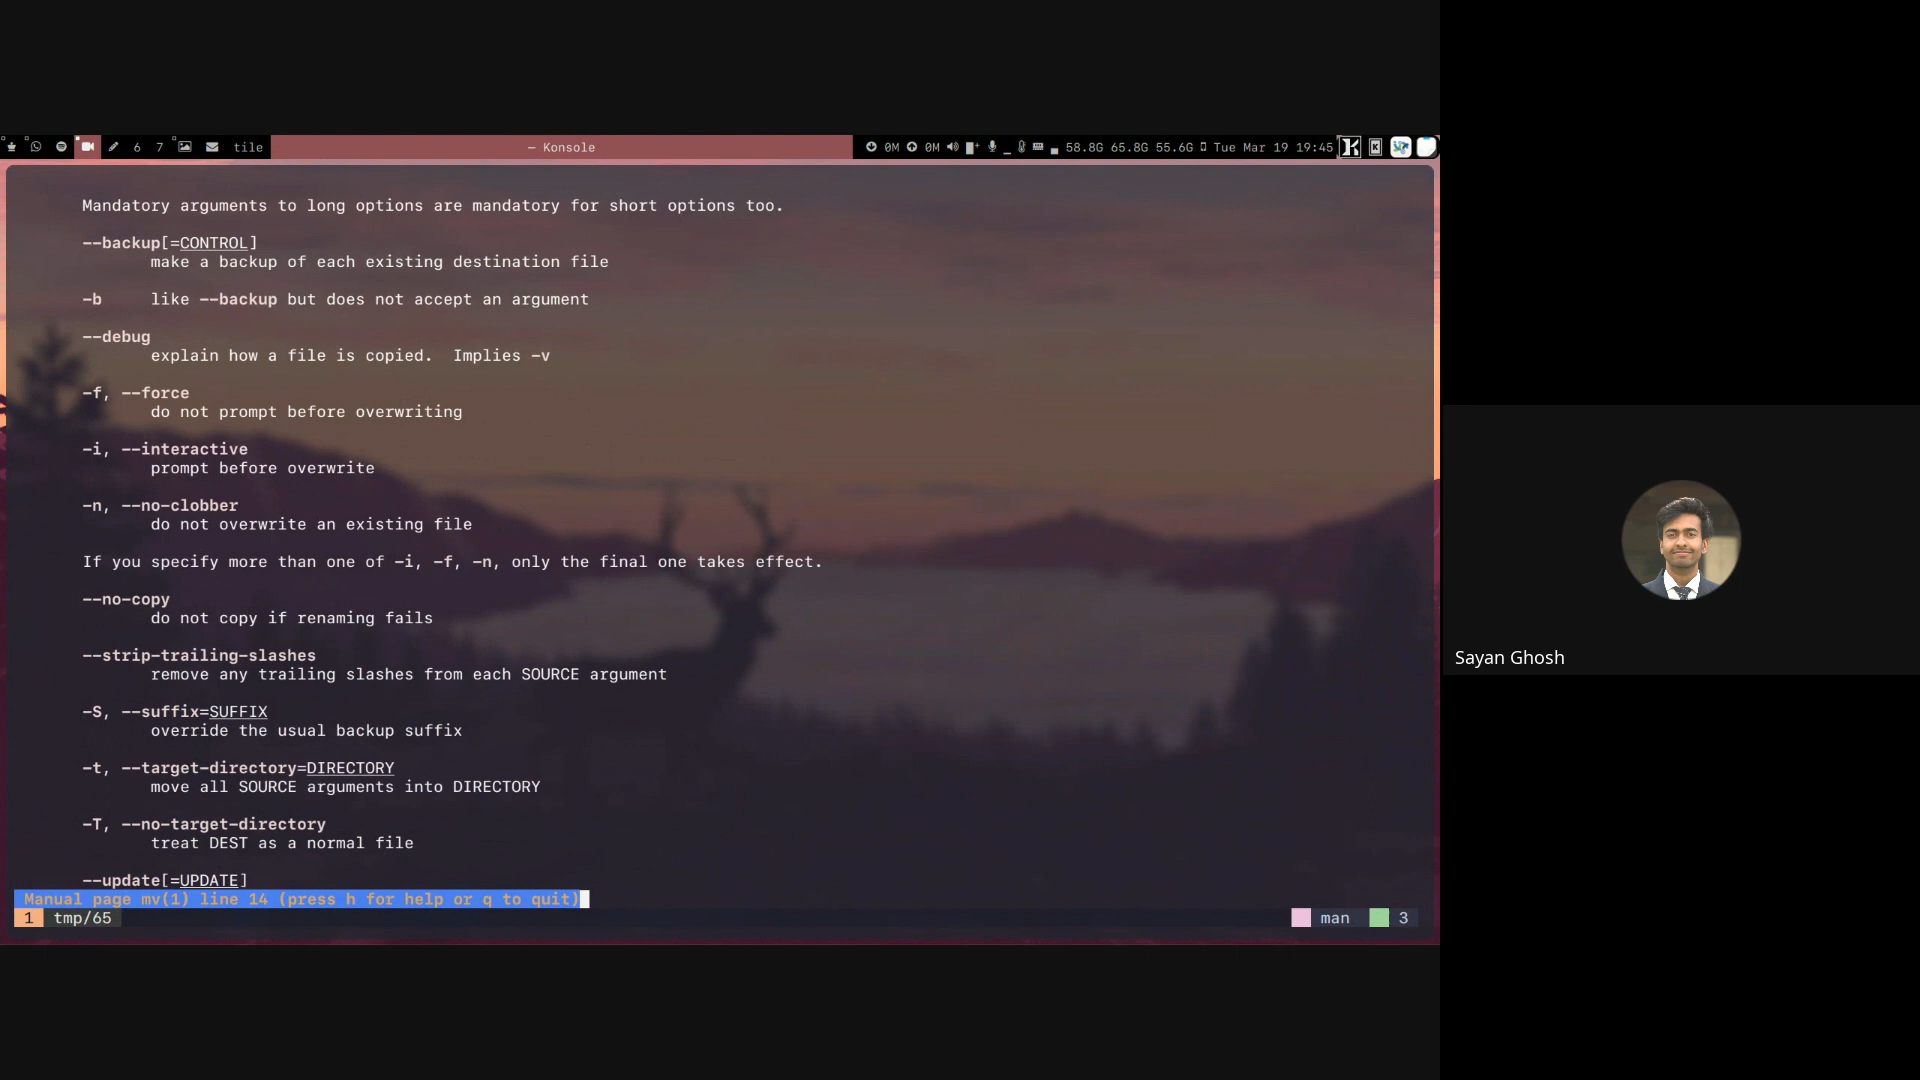 6 7 tile — Konsole 0M 0M 58.8G 65.8G 55.6G Tue Mar 19 19:45
Mandatory arguments to long options are mandatory for short options too.
--backup[=CONTROL]
make a backup of each existing destination file
-b like --backup but does not accept an argument
--debug
explain how a file is copied. Implies -v
-f, --force
do not prompt before overwriting
-i, --interactive
prompt before overwrite
-n, --no-clobber
do not overwrite an existing file
If you specify more than one of -i, -f, -n, only the final one takes effect.
--no-copy
do not copy if renaming fails
--strip-trailing-slashes
remove any trailing slashes from each SOURCE argument
-S, --suffix=SUFFIX
override the usual backup suffix
-t, --target-directory=DIRECTORY
move all SOURCE arguments into DIRECTORY
-T, --no-target-directory
treat DEST as a normal file
--update[=UPDATE]
Manual page mv(1) line 14 (press h for help or q to quit)
1 tmp/65 man 3
Sayan Ghosh